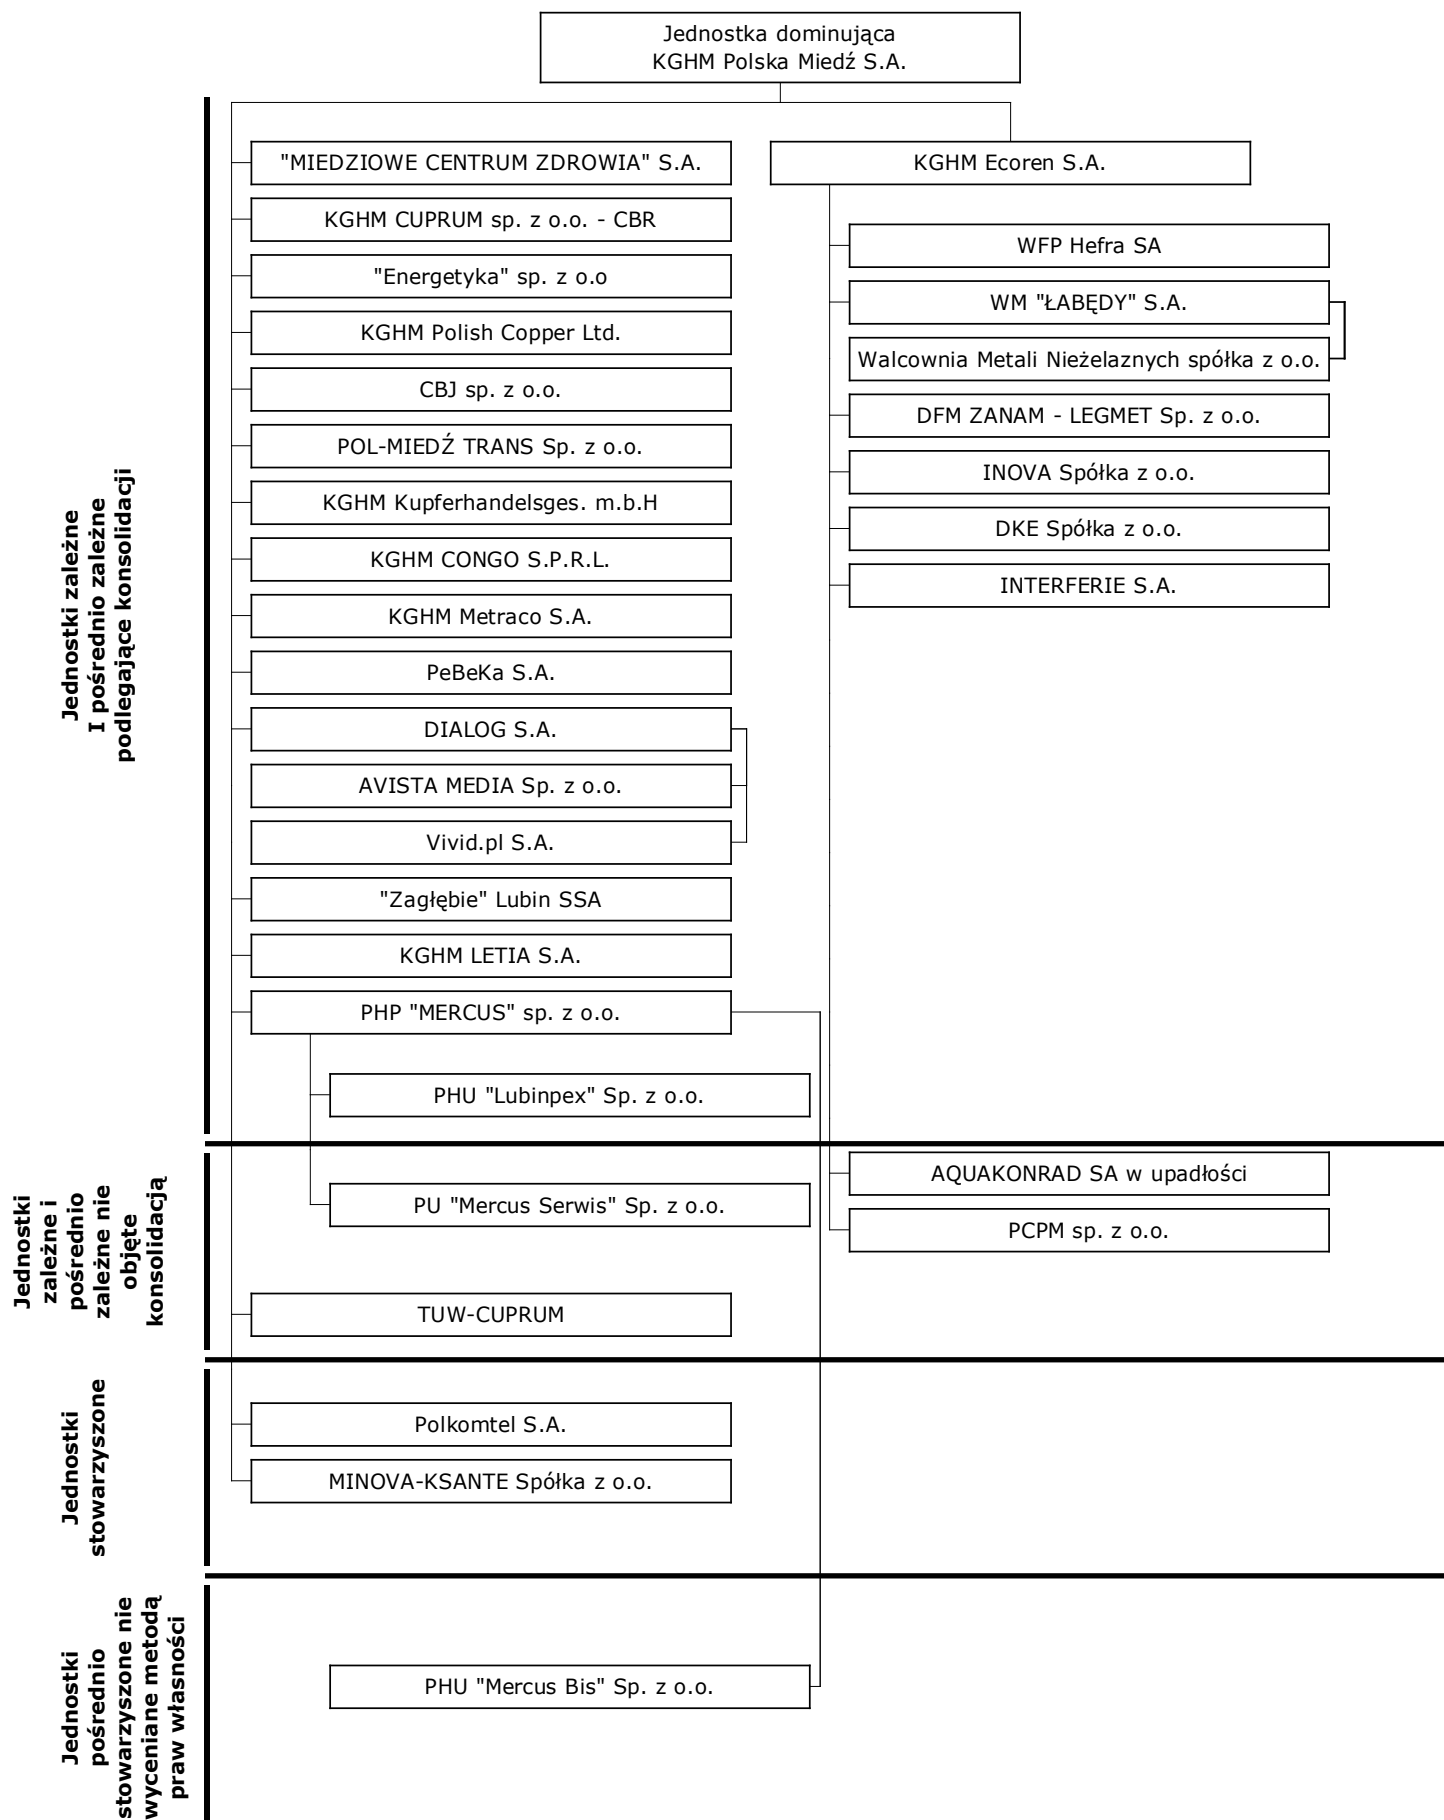 Jednostka dominująca
KGHM Polska Miedź S.A.
Jednostki zależne
I pośrednio zależne
podlegające konsolidacji
"MIEDZIOWE CENTRUM ZDROWIA" S.A.
KGHM CUPRUM sp. z o.o. - CBR
"Energetyka" sp. z o.o
KGHM Polish Copper Ltd.
CBJ sp. z o.o.
POL-MIEDŹ TRANS Sp. z o.o.
KGHM Kupferhandelsges. m.b.H
KGHM CONGO S.P.R.L.
KGHM Metraco S.A.
PeBeKa S.A.
DIALOG S.A.
AVISTA MEDIA Sp. z o.o.
Vivid.pl S.A.
"Zagłębie" Lubin SSA
KGHM LETIA S.A.
PHP "MERCUS" sp. z o.o.
PHU "Lubinpex" Sp. z o.o.
KGHM Ecoren S.A.
WFP Hefra SA
WM "ŁABĘDY" S.A.
Walcownia Metali Nieżelaznych spółka z o.o.
DFM ZANAM - LEGMET Sp. z o.o.
INOVA Spółka z o.o.
DKE Spółka z o.o.
INTERFERIE S.A.
Jednostki
zależne i
pośrednio
zależne nie
objęte
konsolidacją
PU "Mercus Serwis" Sp. z o.o.
TUW-CUPRUM
AQUAKONRAD SA w upadłości
PCPM sp. z o.o.
Jednostki
stowarzyszone
Polkomtel S.A.
MINOVA-KSANTE Spółka z o.o.
Jednostki
pośrednio
stowarzyszone nie
wyceniane metodą
praw własności
PHU "Mercus Bis" Sp. z o.o.